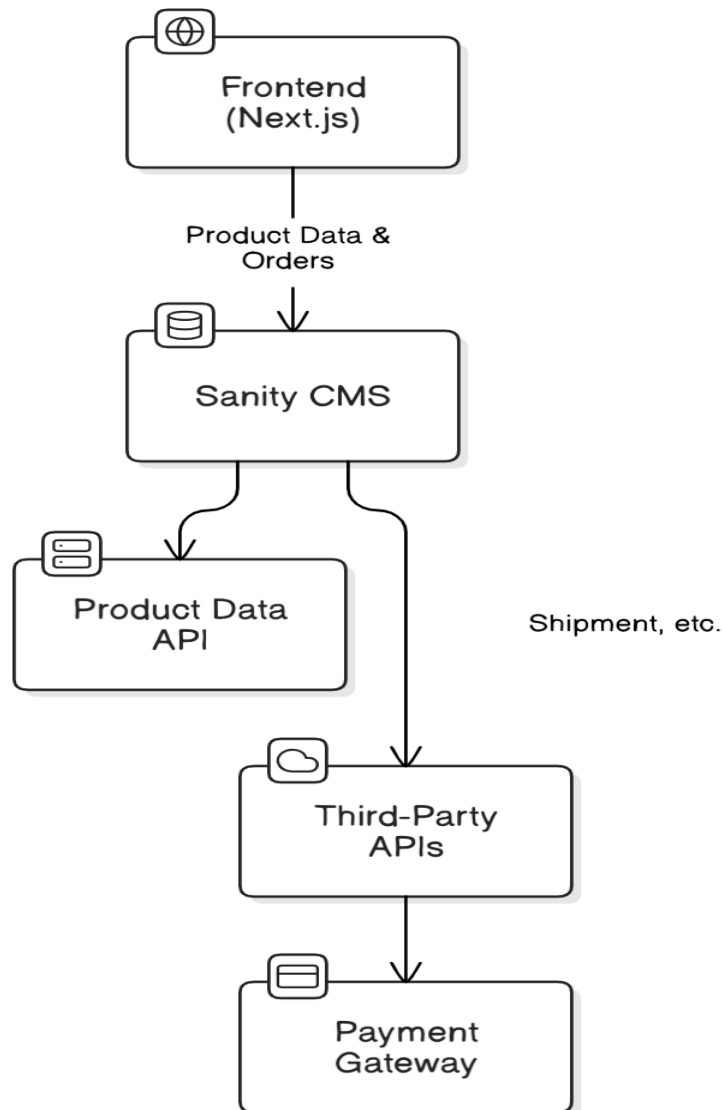 Frontend
(Next.js)
Product Data &
Orders
Sanity CMS
Product Data
API
Shipment, etc.
Third-Party
APIs
Payment
Gateway